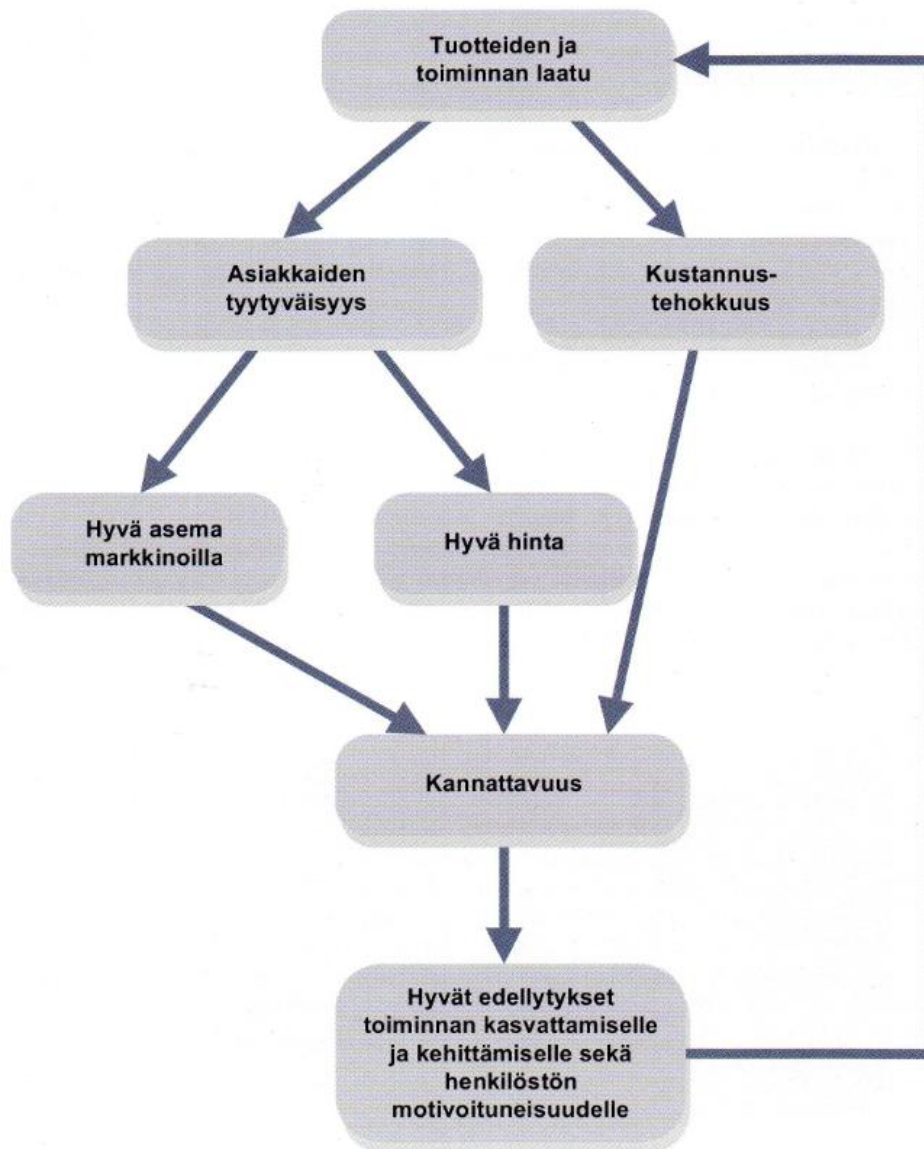 Tuotteiden ja
toiminnan laatu
Asiakkaiden
tyytyväisyys
Kustannus-
tehokkuus
Hyvä asema
markkinoilla
Hyvä hinta
Kannattavuus
Hyvät edellytykset
toiminnan kasvattamiselle
ja kehittämiselle sekä
henkilöstön
motivoituneisuudelle